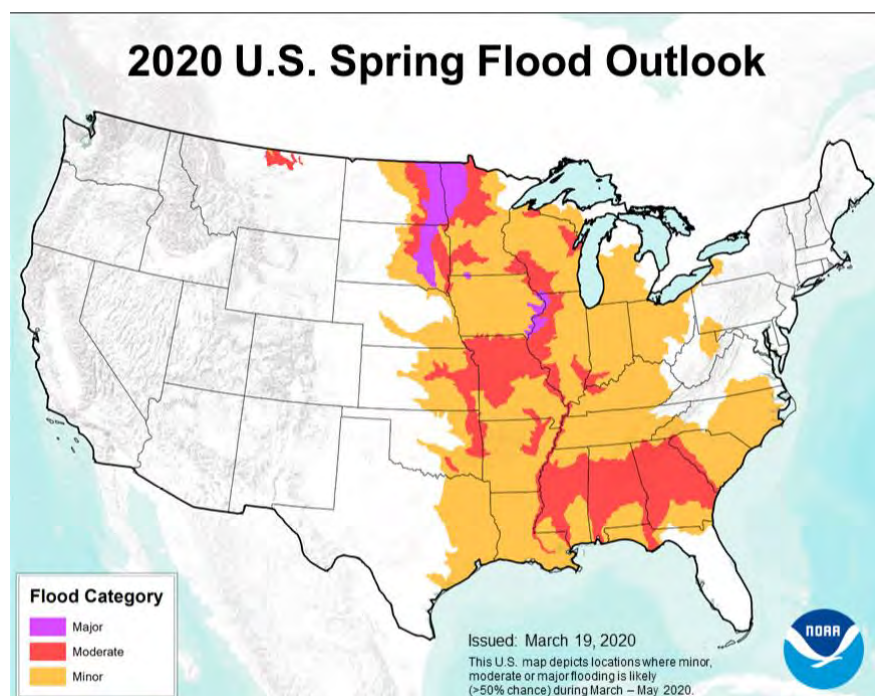 2020 U.S. Spring Flood Outlook
Flood Category
Major
Moderate
Minor
Issued: March 19, 2020
This U.S. map depicts locations where minor,
moderate or major flooding is likely
(>50% chance) during March – May 2020.
NOAA